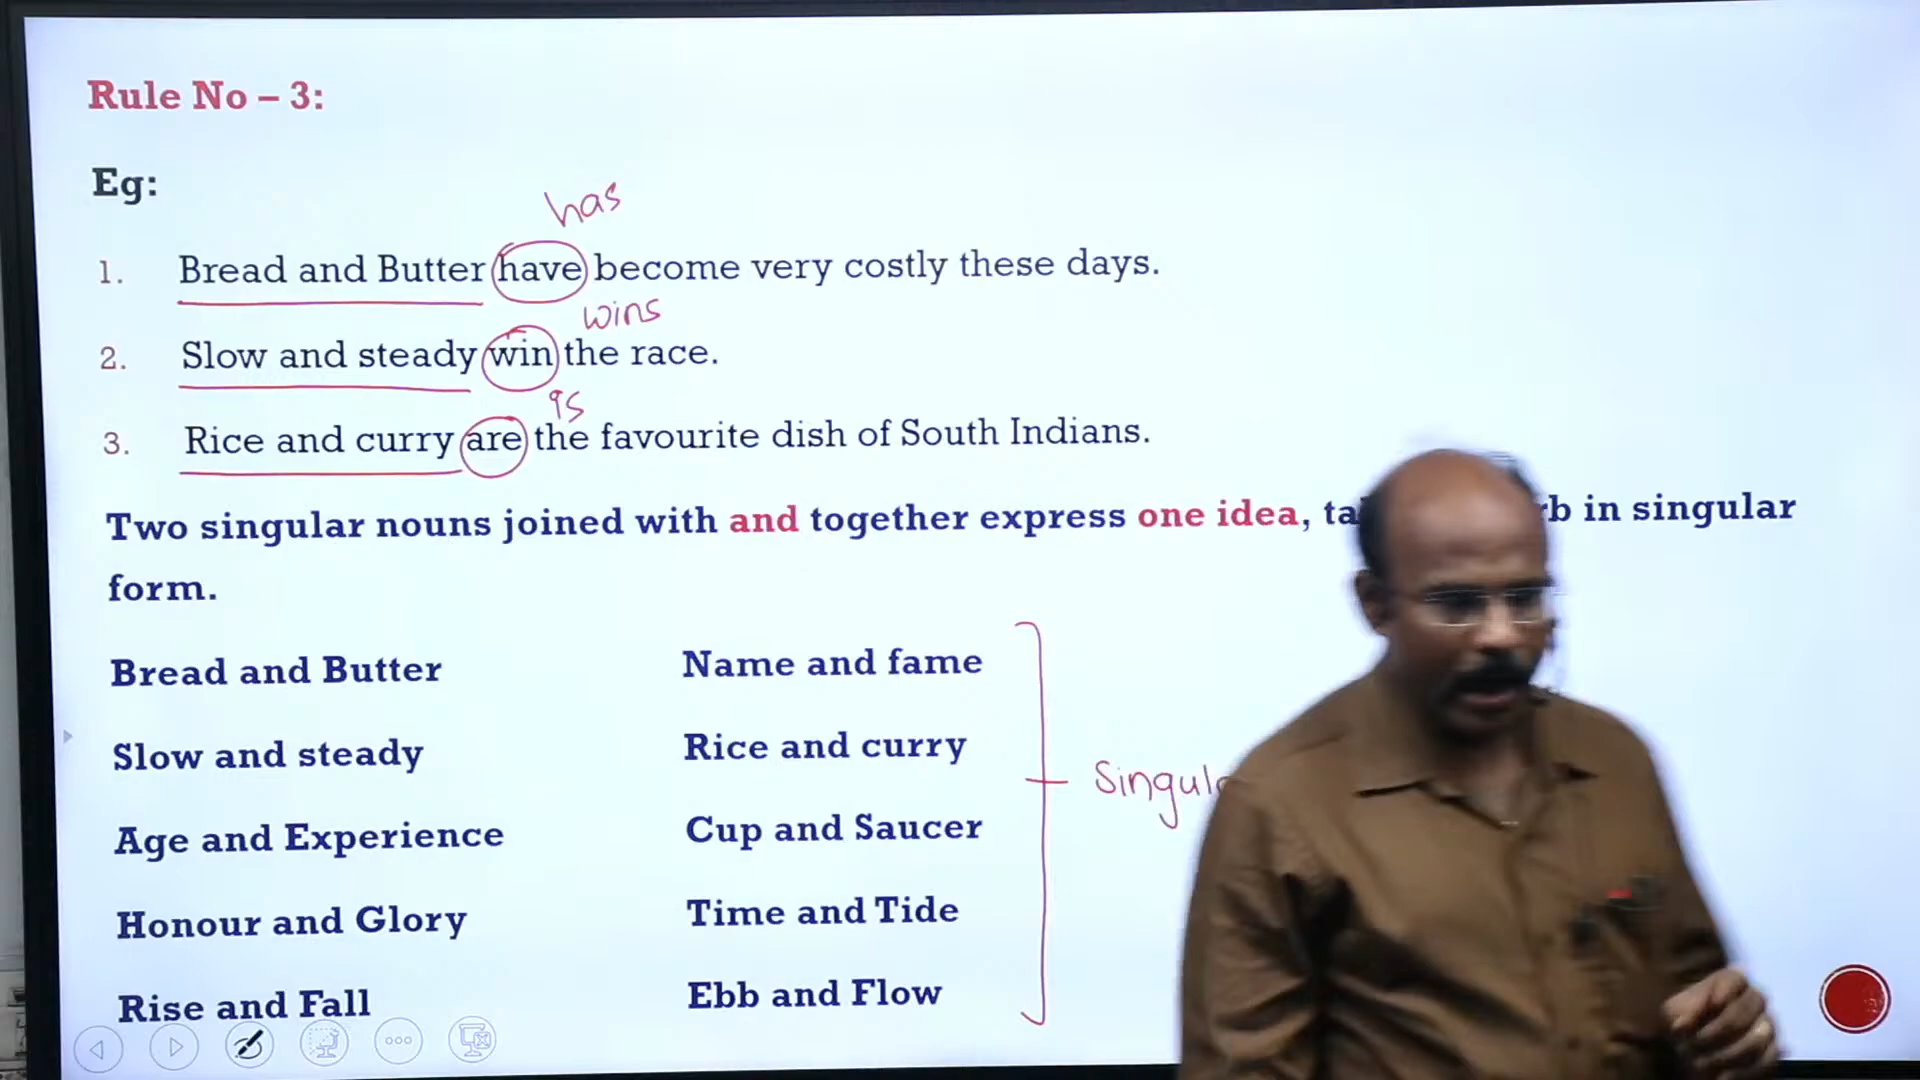 Rule No – 3:
Eg:
has
1. Bread and Butter have become very costly these days.
wins
2. Slow and steady win the race.
is
3. Rice and curry are the favourite dish of South Indians.
Two singular nouns joined with and together express one idea, in singular
form.
Bread and Butter Name and fame
Slow and steady Rice and curry
Age and Experience Cup and Saucer
Honour and Glory Time and Tide
Rise and Fall Ebb and Flow